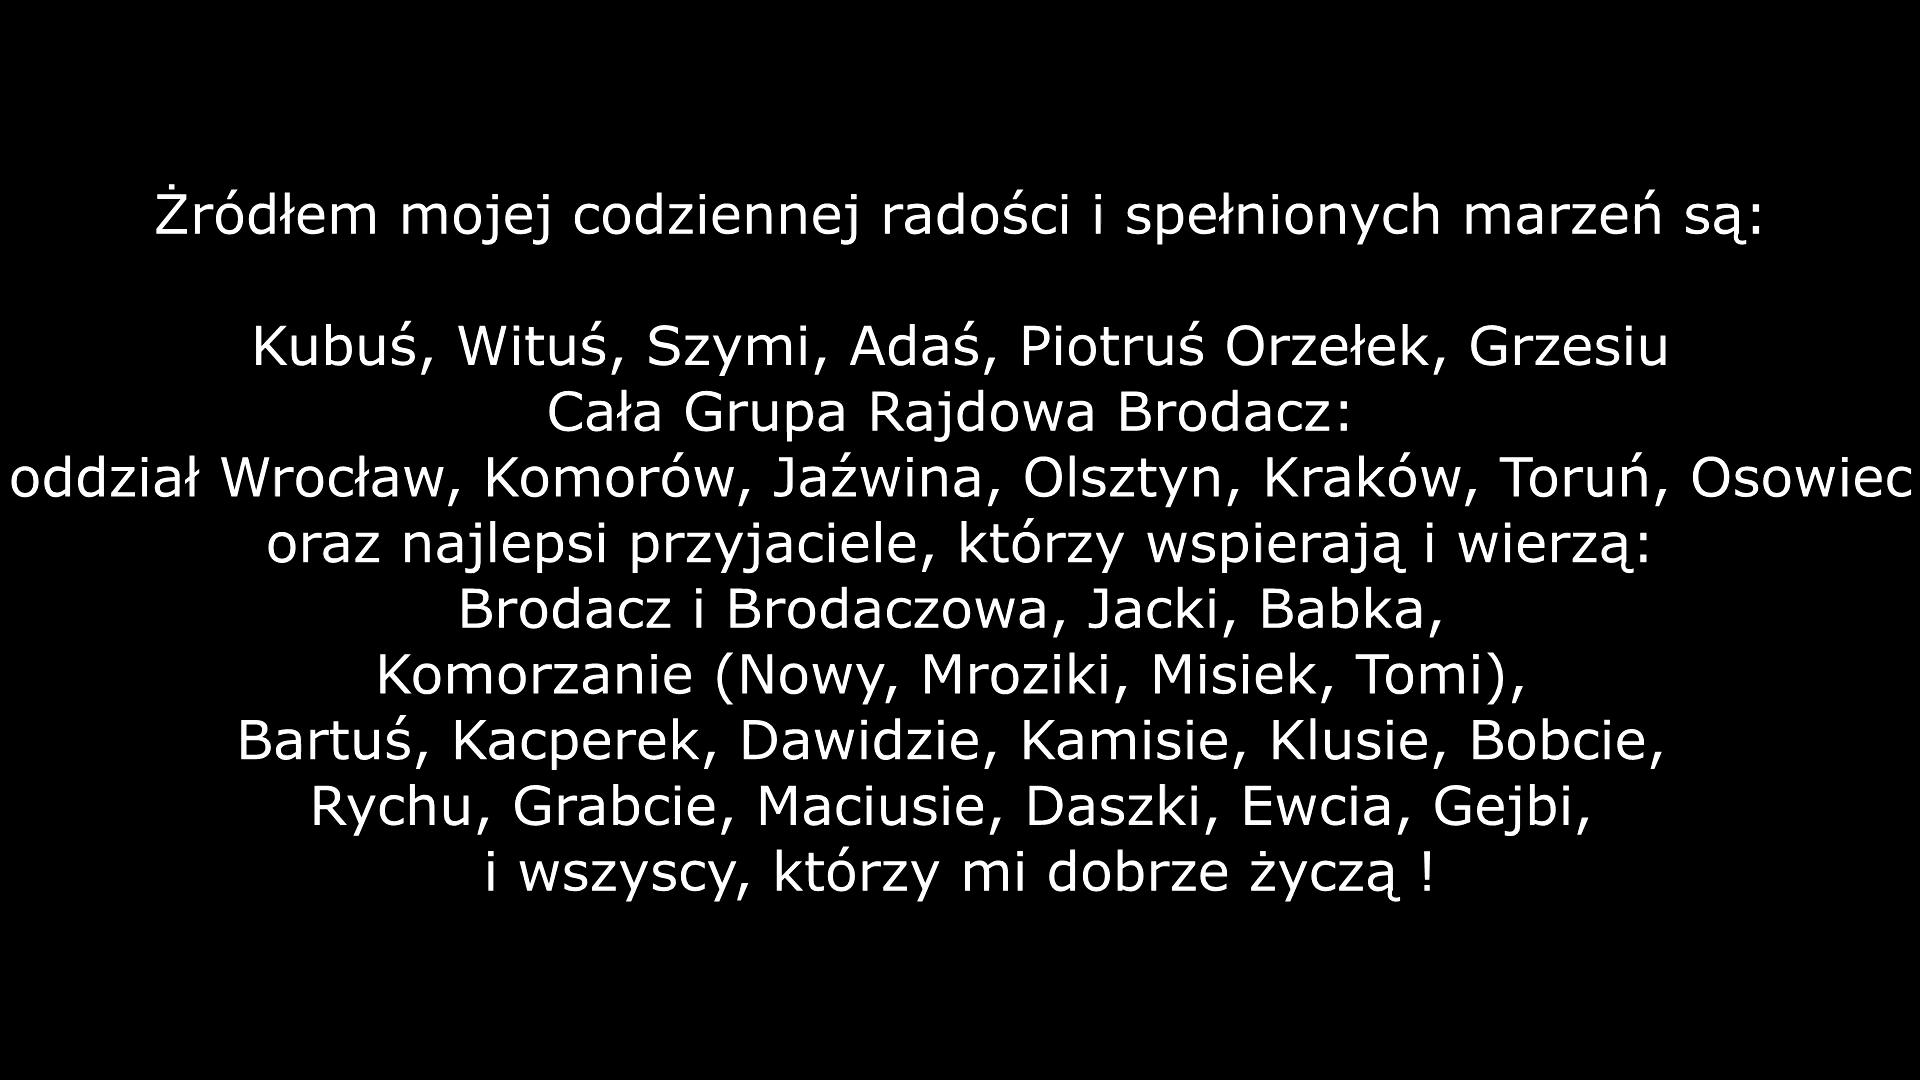 Żródłem mojej codziennej radości i spełnionych marzeń są:
Kubuś, Wituś, Szymi, Adaś, Piotruś Orzełek, Grzesiu
Cała Grupa Rajdowa Brodacz:
oddział Wrocław, Komorów, Jaźwina, Olsztyn, Kraków, Toruń, Osowiec
oraz najlepsi przyjaciele, którzy wspierają i wierzą:
Brodacz i Brodaczowa, Jacki, Babka,
Komorzanie (Nowy, Mroziki, Misiek, Tomi),
Bartuś, Kacperek, Dawidzie, Kamisie, Klusie, Bobcie,
Rychu, Grabcie, Maciusie, Daszki, Ewcia, Gejbi,
i wszyscy, którzy mi dobrze życzą !